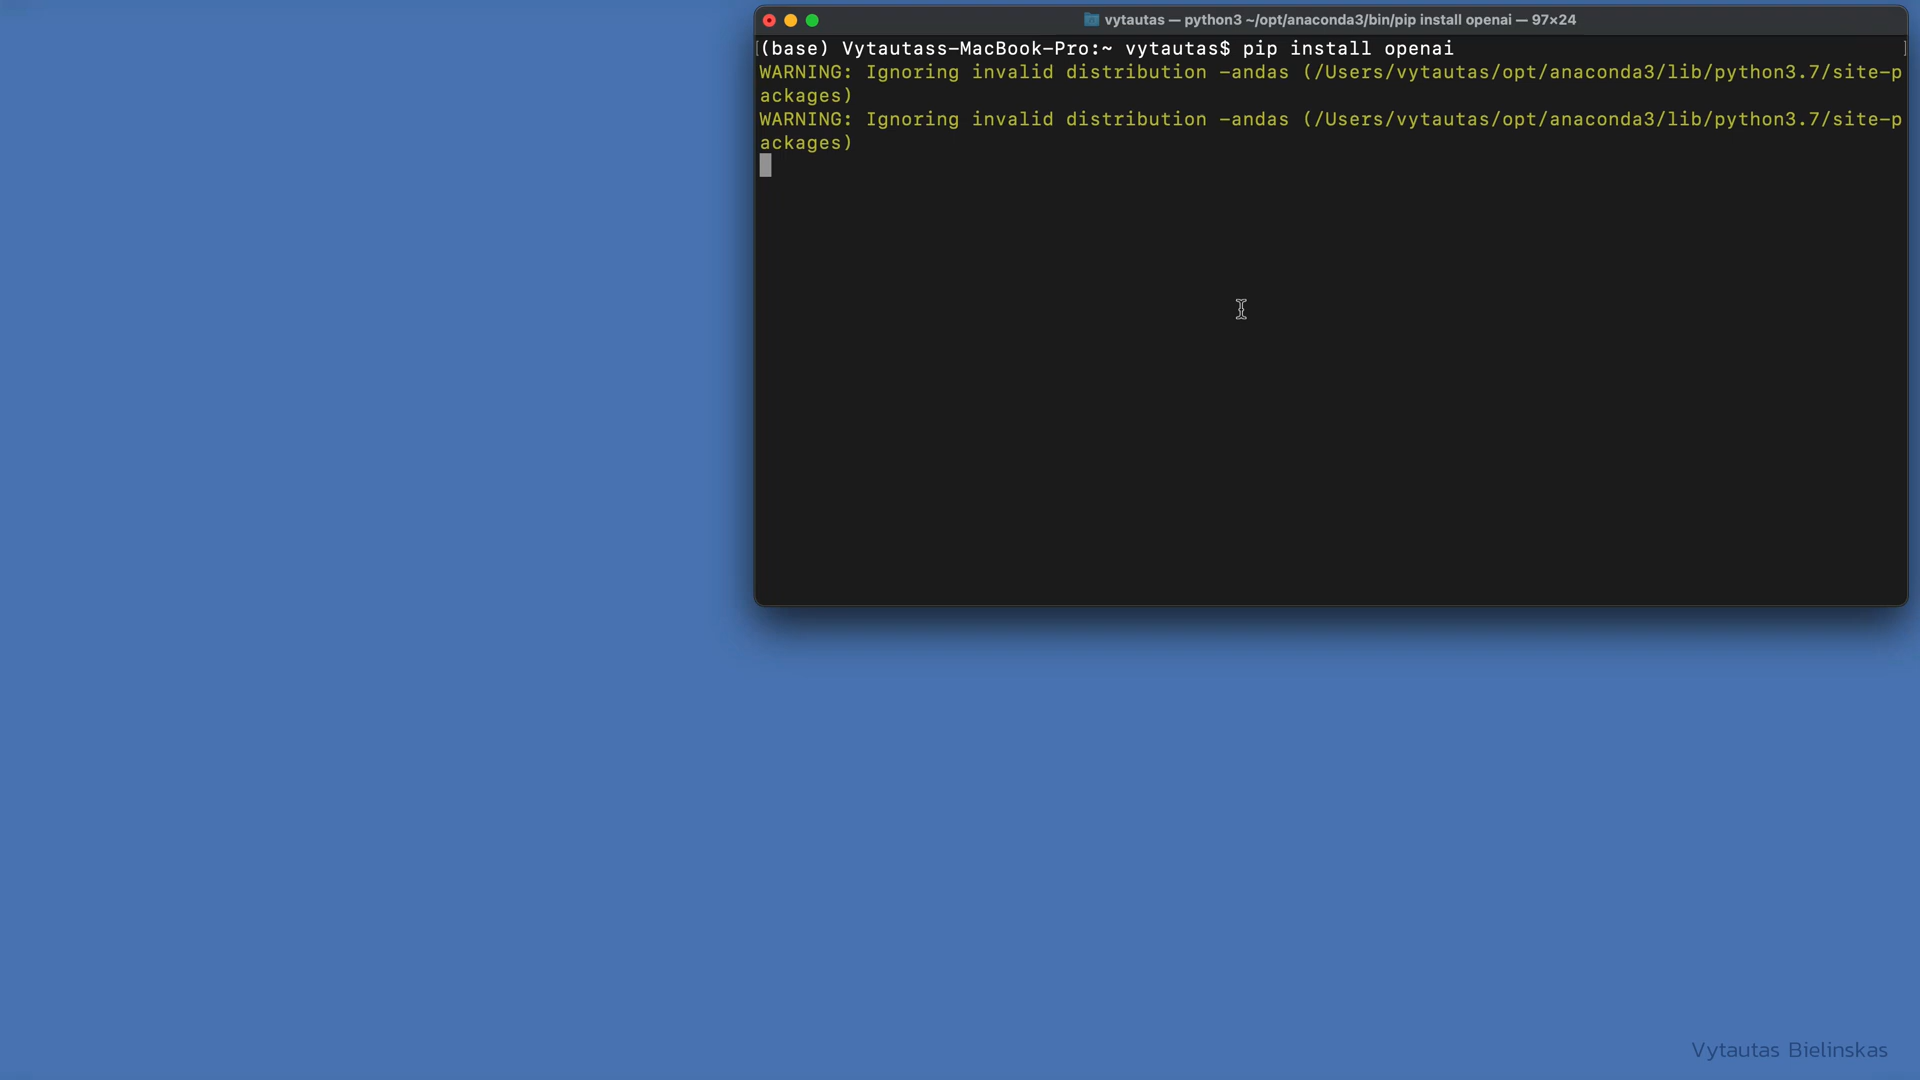 vytautas — python3 ~/opt/anaconda3/bin/pip install openai — 97×24
(base) Vytautass-MacBook-Pro:~ vytautas$ pip install openai
WARNING: Ignoring invalid distribution -andas (/Users/vytautas/opt/anaconda3/lib/python3.7/site-p
ackages)
WARNING: Ignoring invalid distribution -andas (/Users/vytautas/opt/anaconda3/lib/python3.7/site-p
ackages)
Vytautas Bielinskas